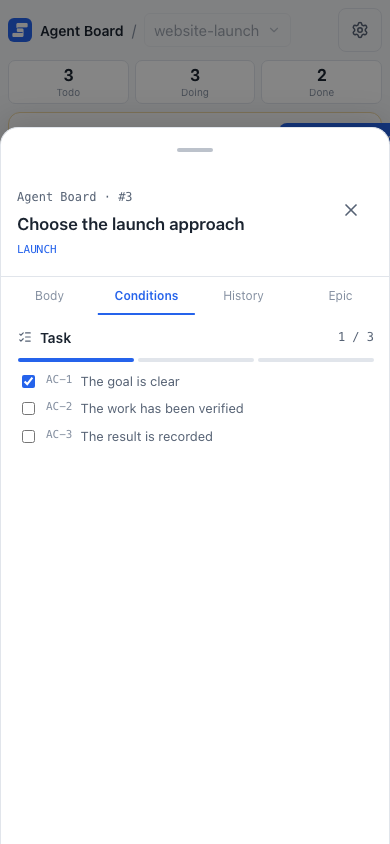 Agent Board / website-launch
3 3 2
Todo Doing Done
Agent Board · #3
Choose the launch approach
LAUNCH
Body Conditions History Epic
Task 1 / 3
AC-1 The goal is clear
AC-2 The work has been verified
AC-3 The result is recorded